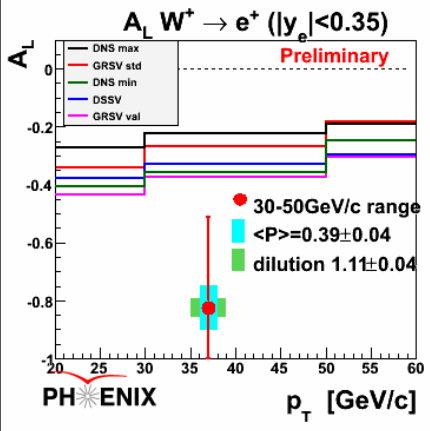 A_L W⁺ → e⁺ (|y_e|<0.35)
A_L
DNS max
GRSV std
DNS min
DSSV
GRSV val
Preliminary
0
-0.2
-0.4
-0.6
-0.8
-1
30-50GeV/c range
<P>=0.39±0.04
dilution 1.11±0.04
20 25 30 35 40 45 50 55 60
PHENIX
p_T [GeV/c]